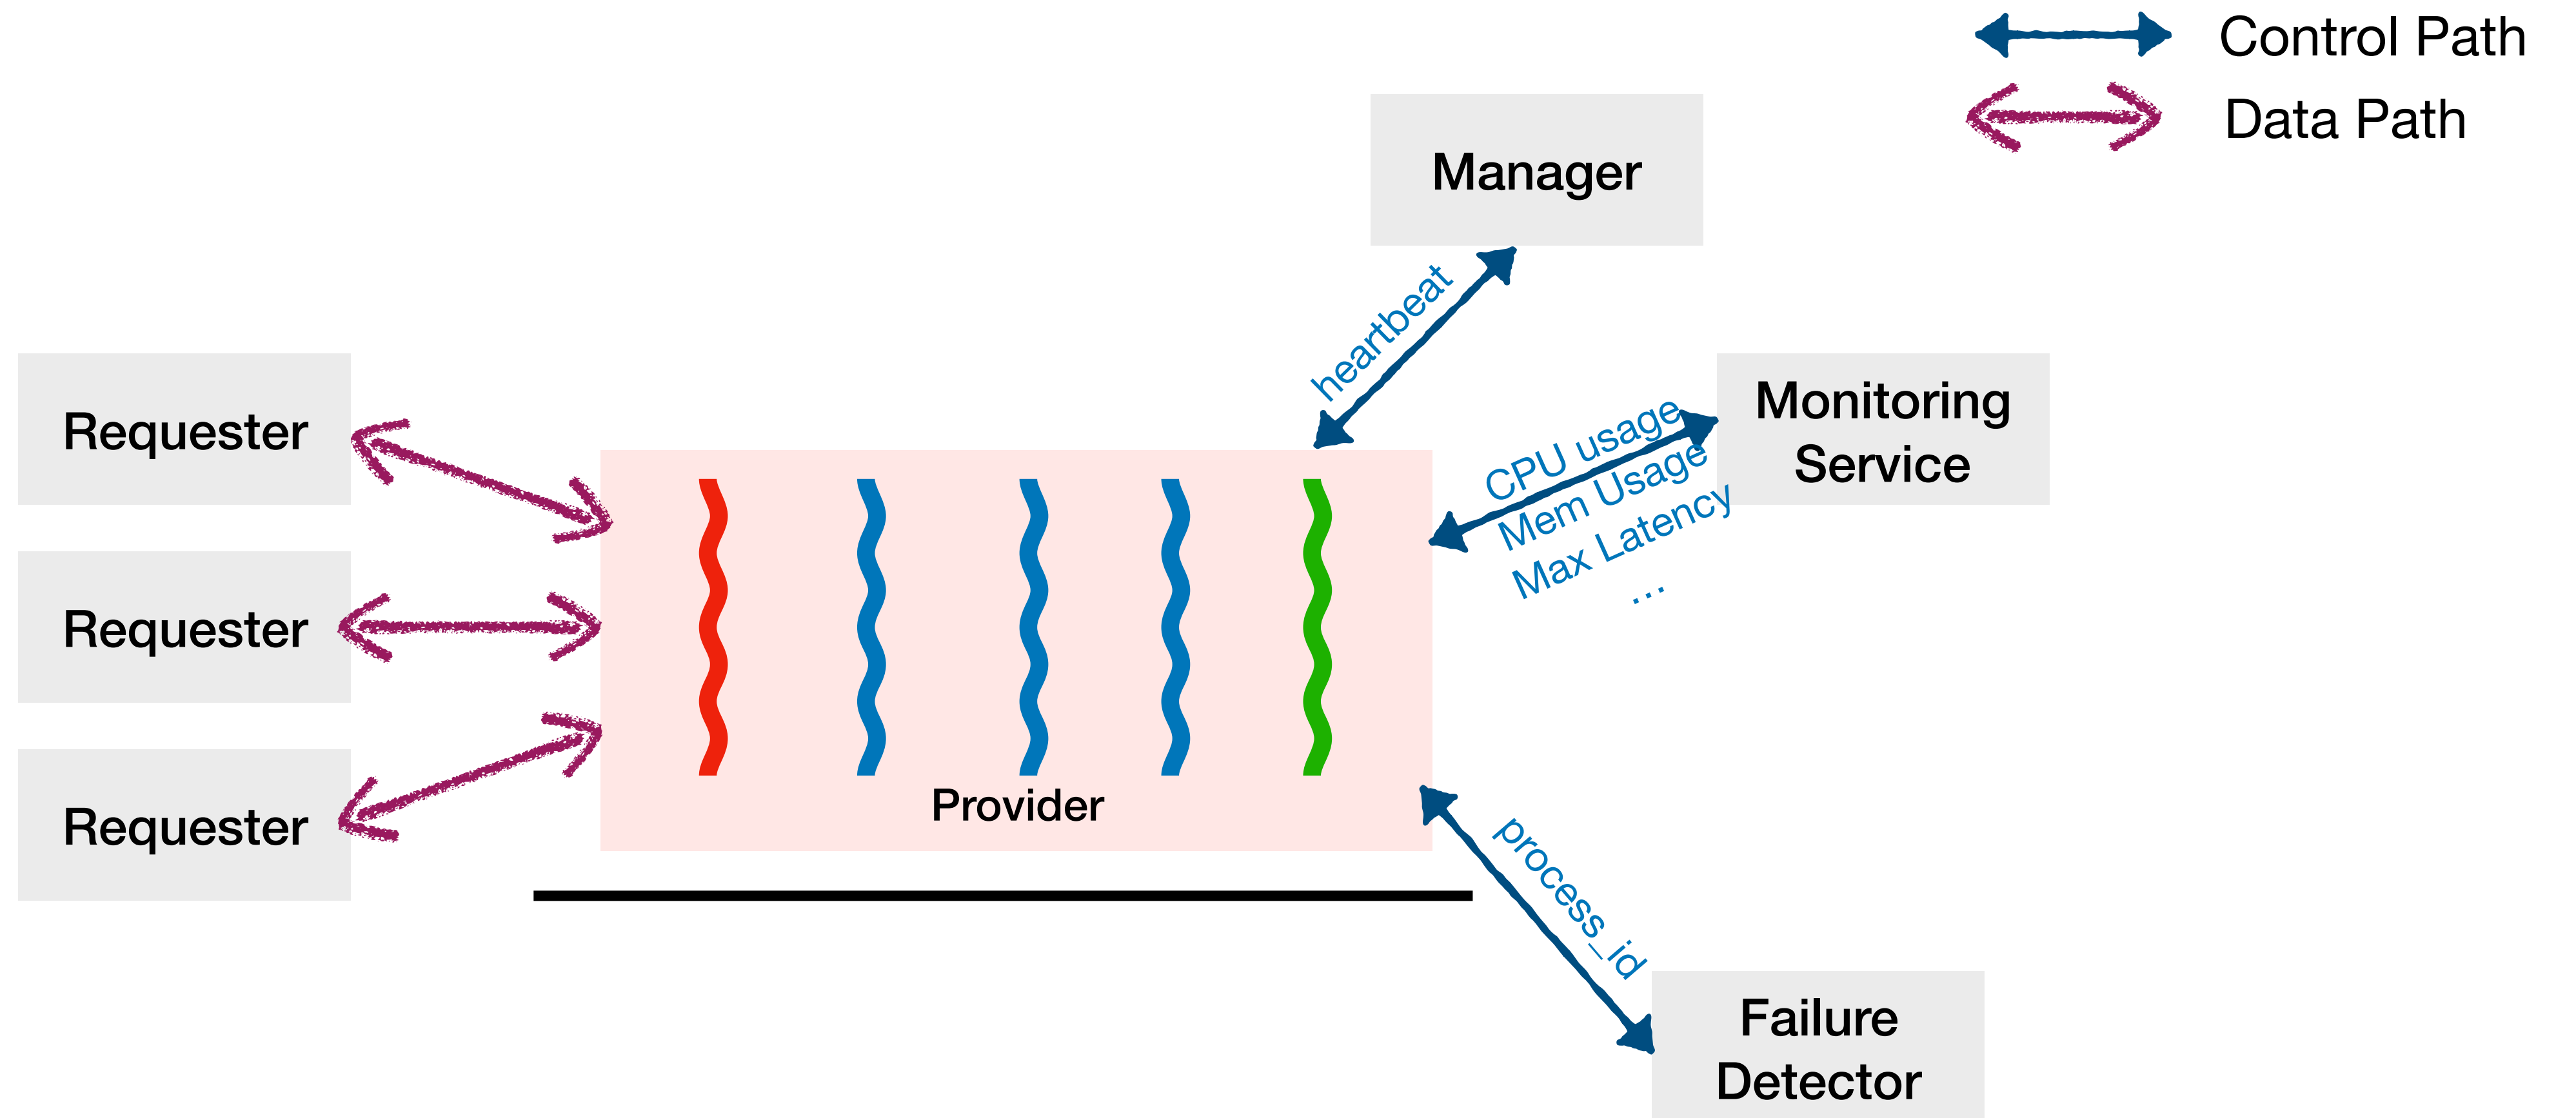 Control Path
Data Path
Manager
heartbeat
Monitoring
Service
CPU usage
Mem Usage
Max Latency
...
Requester
Requester
Requester
Provider
process_id
Failure
Detector